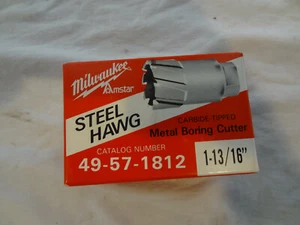 Milwaukee
Amstar
STEEL
HAWG
CARBIDE TIPPED
Metal Boring Cutter
CATALOG NUMBER
49-57-1812
1-13/16"